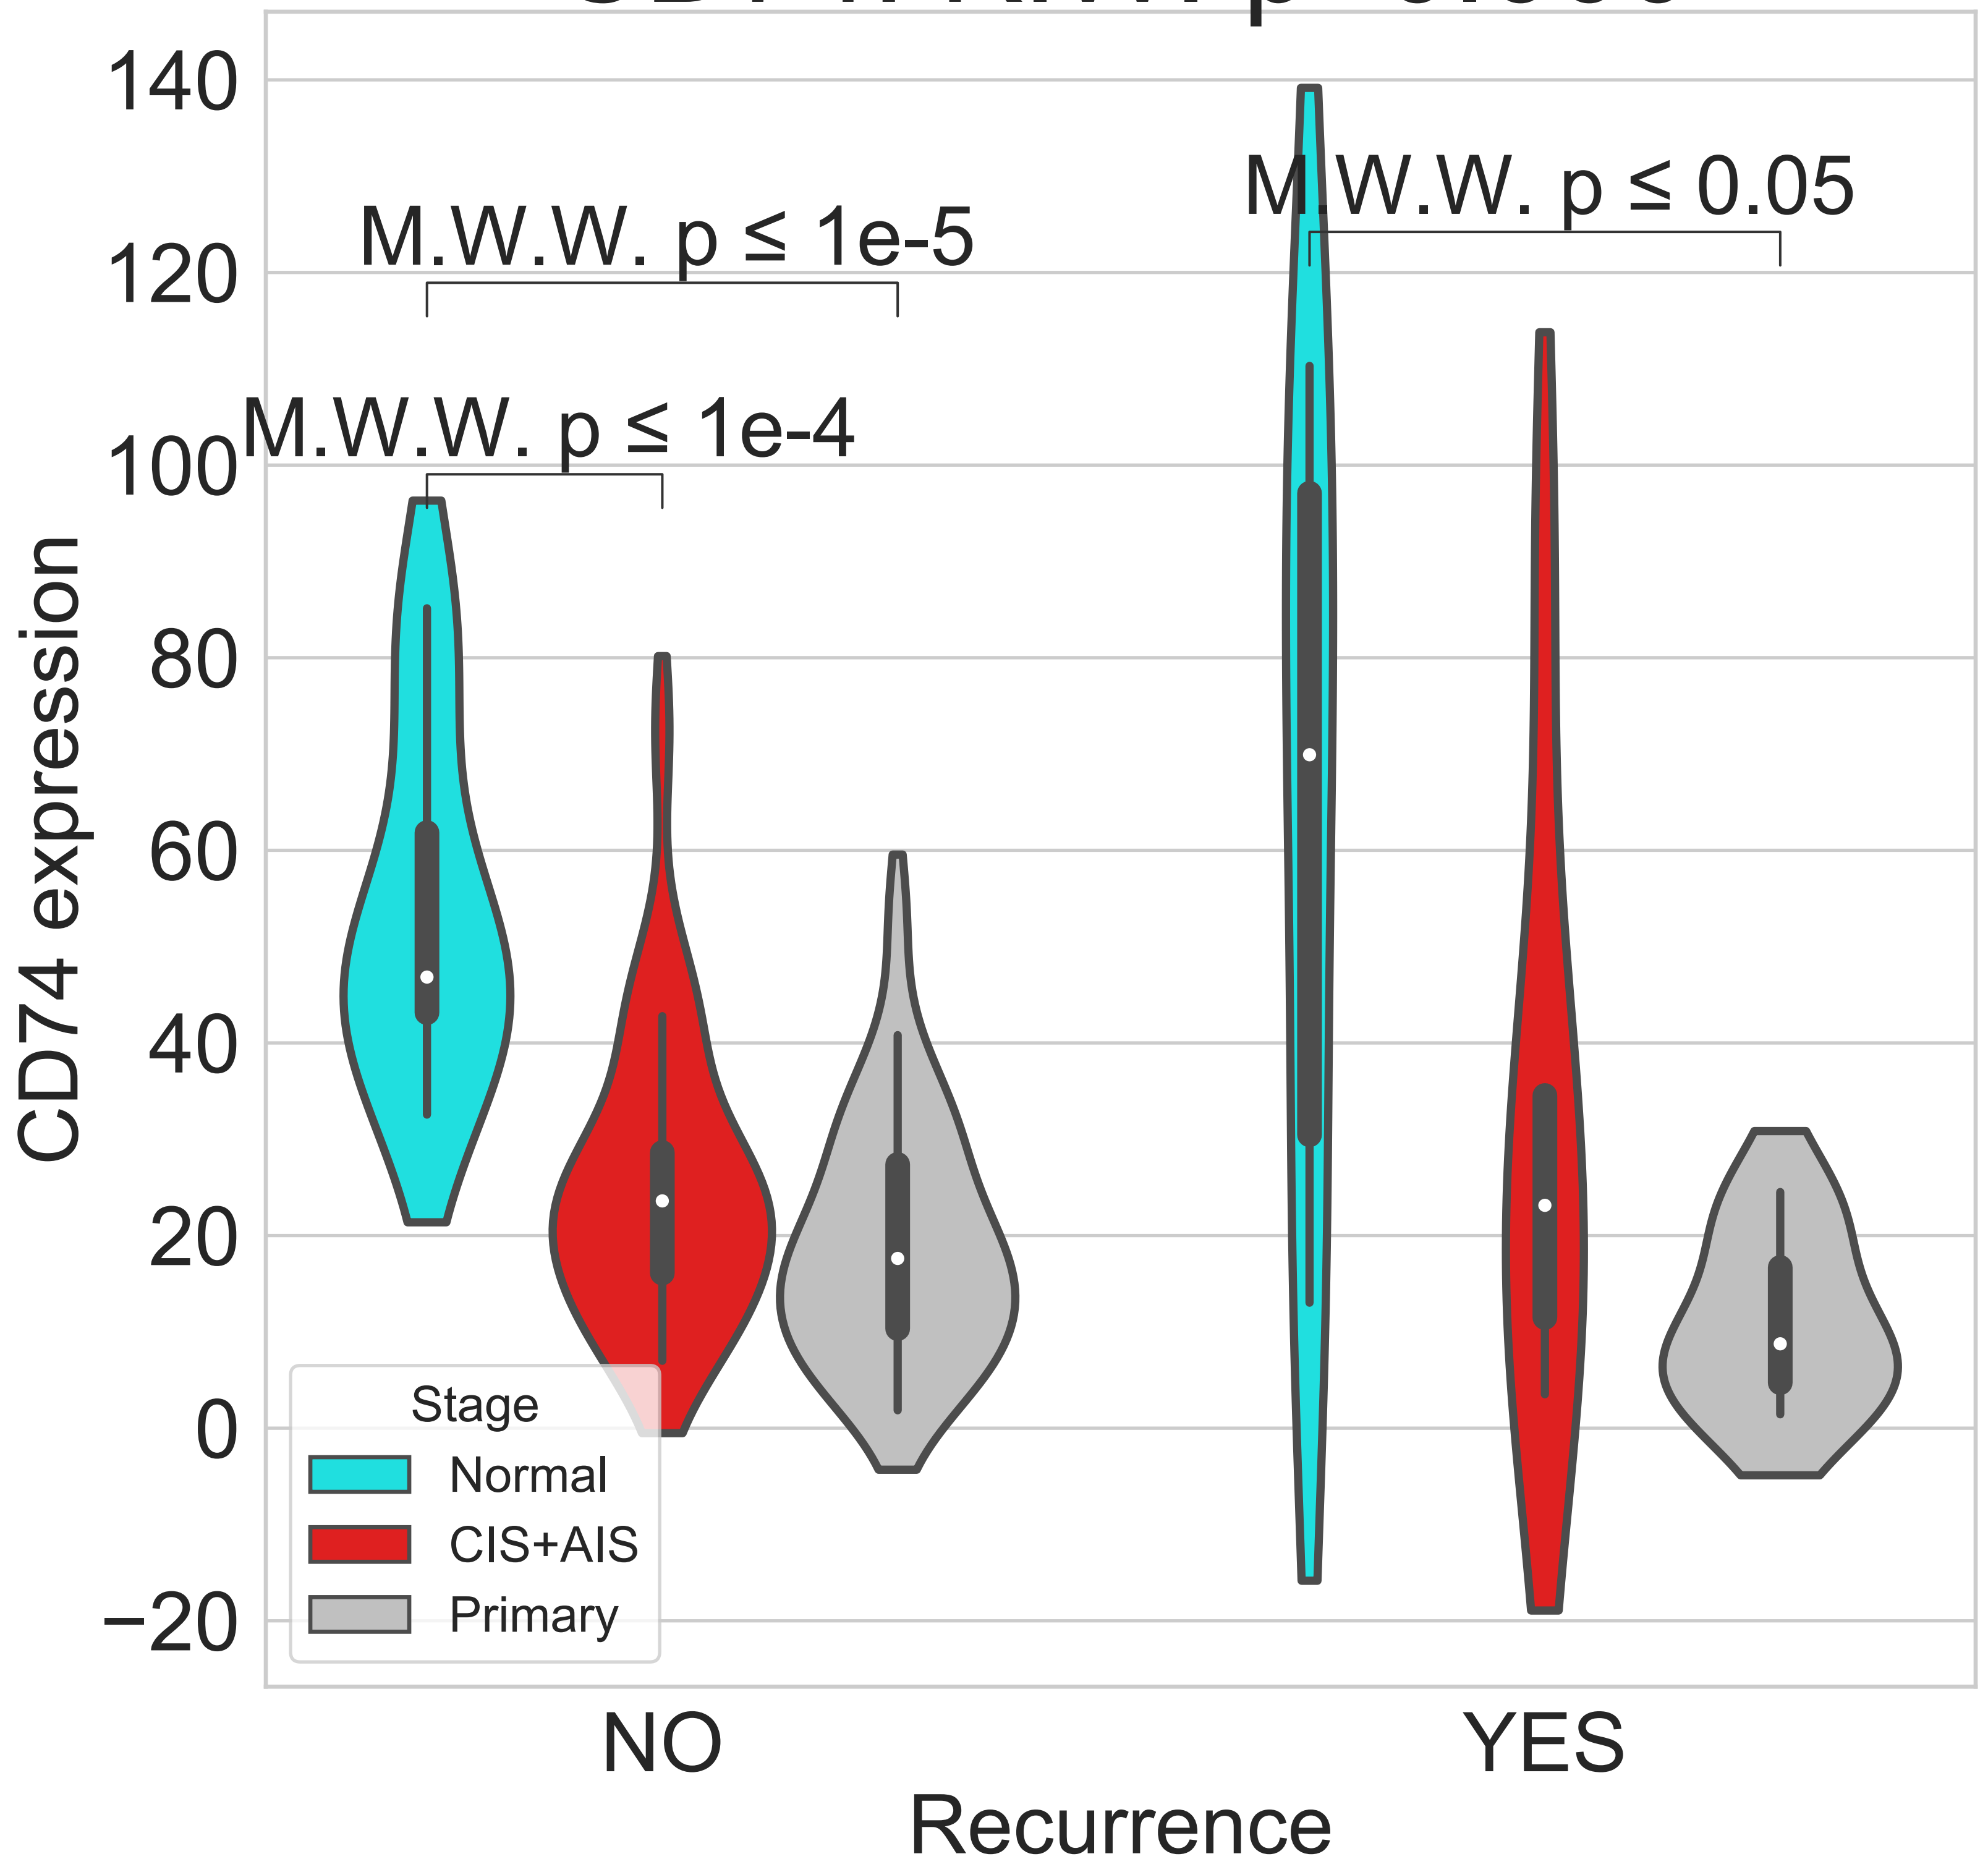 140
120
100
80
60
40
20
0
−20
CD74 expression
M.W.W. p ≤ 1e-5
M.W.W. p ≤ 1e-4
M.W.W. p ≤ 0.05
Stage
Normal
CIS+AIS
Primary
NO
YES
Recurrence